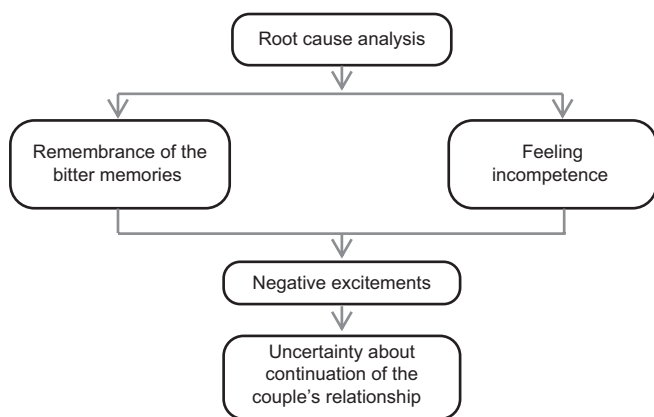 Root cause analysis
Remembrance of the
bitter memories
Feeling
incompetence
Negative excitements
Uncertainty about
continuation of the
couple's relationship